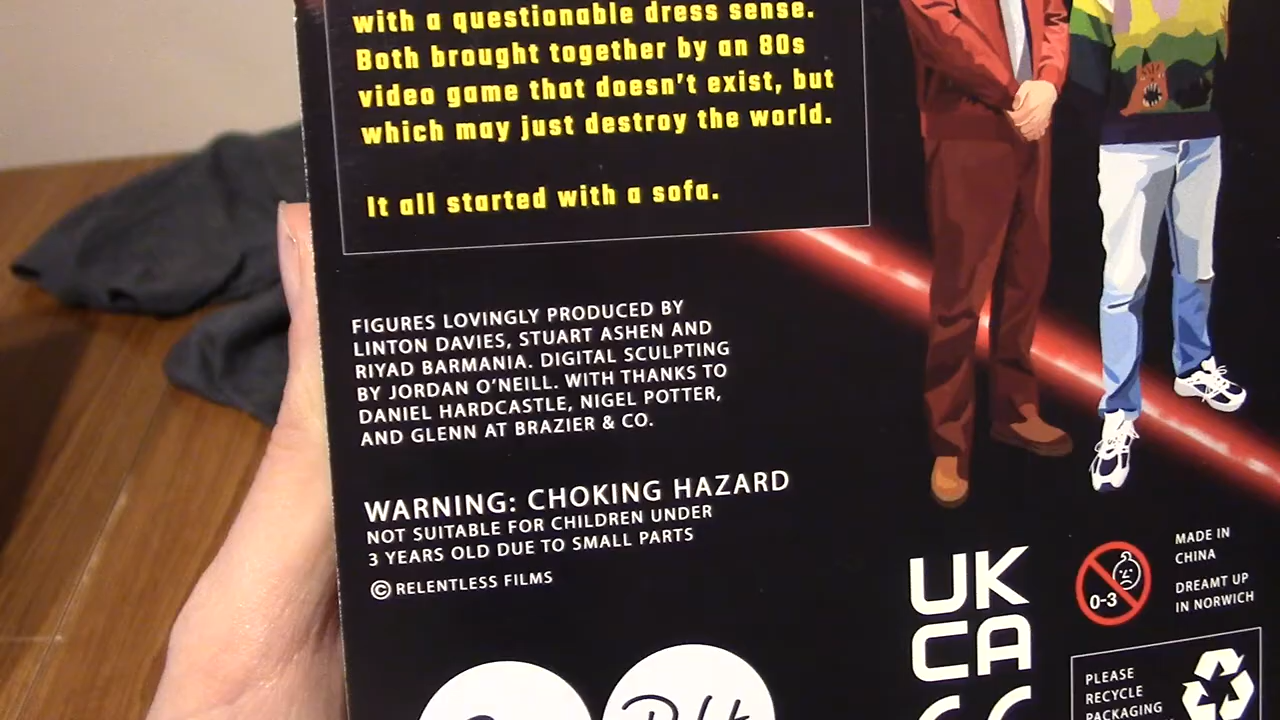 with a questionable dress sense.
Both brought together by an 80s
video game that doesn't exist, but
which may just destroy the world.
It all started with a sofa.
FIGURES LOVINGLY PRODUCED BY
LINTON DAVIES, STUART ASHEN AND
RIYAD BARMANIA. DIGITAL SCULPTING
BY JORDAN O'NEILL. WITH THANKS TO
DANIEL HARDCASTLE, NIGEL POTTER,
AND GLENN AT BRAZIER & CO.
WARNING: CHOKING HAZARD
NOT SUITABLE FOR CHILDREN UNDER
3 YEARS OLD DUE TO SMALL PARTS
© RELENTLESS FILMS
UK
CA
0-3
MADE IN
CHINA
DREAMT UP
IN NORWICH
PLEASE
RECYCLE
PACKAGING